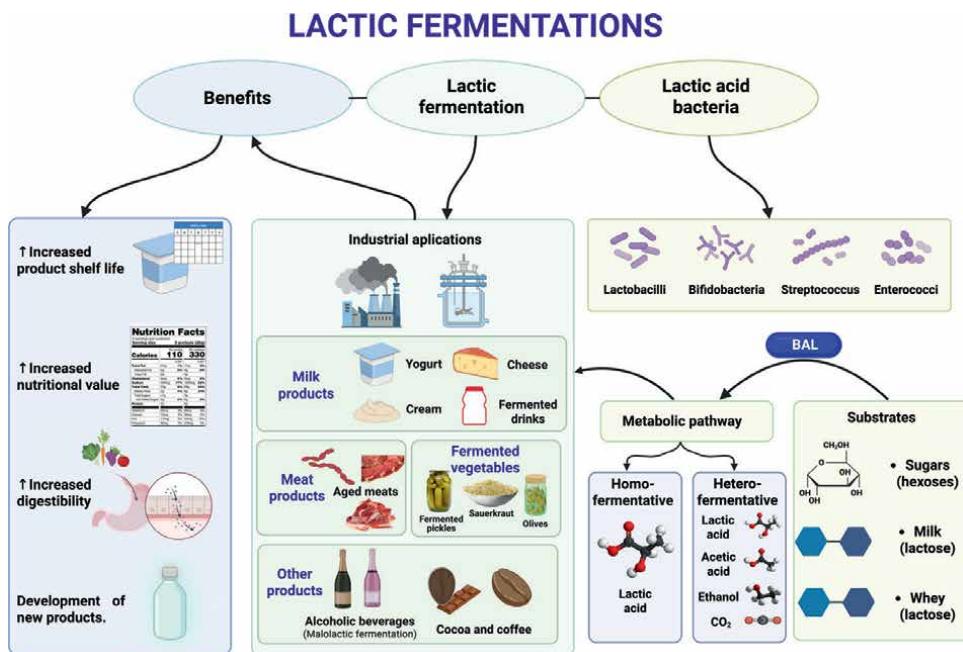 LACTIC FERMENTATIONS
Benefits
Lactic
fermentation
Lactic acid
bacteria
↑ Increased
product shelf life
Nutrition Facts
Calories 110 330
↑ Increased
nutritional value
↑ Increased
digestibility
Development of
new products.
Industrial aplications
Milk
products
Yogurt
Cheese
Cream
Fermented
drinks
Meat
products
Aged meats
Fermented
vegetables
Fermented
pickles
Sauerkraut
Olives
Other
products
Alcoholic beverages
(Malolactic fermentation)
Cocoa and coffee
Lactobacilli
Bifidobacteria
Streptococcus
Enterococci
BAL
Metabolic pathway
Homo-
fermentative
Lactic
acid
Hetero-
fermentative
Lactic
acid
Acetic
acid
Ethanol
CO₂
Substrates
CH₂OH
O
OH
OH
OH
OH
• Sugars
(hexoses)
• Milk
(lactose)
• Whey
(lactose)